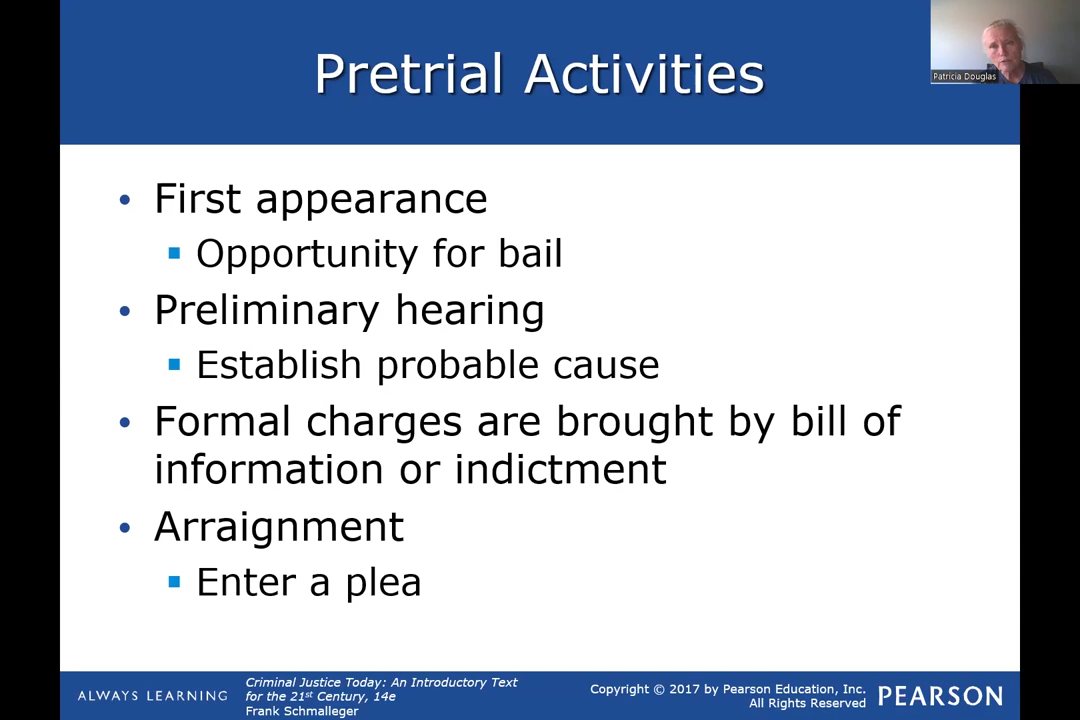 Pretrial Activities
Patricia Douglas
• First appearance
▪ Opportunity for bail
• Preliminary hearing
▪ Establish probable cause
• Formal charges are brought by bill of
information or indictment
• Arraignment
▪ Enter a plea
ALWAYS LEARNING
Criminal Justice Today: An Introductory Text
for the 21st Century, 14e
Frank Schmalleger
Copyright © 2017 by Pearson Education, Inc.
All Rights Reserved
PEARSON